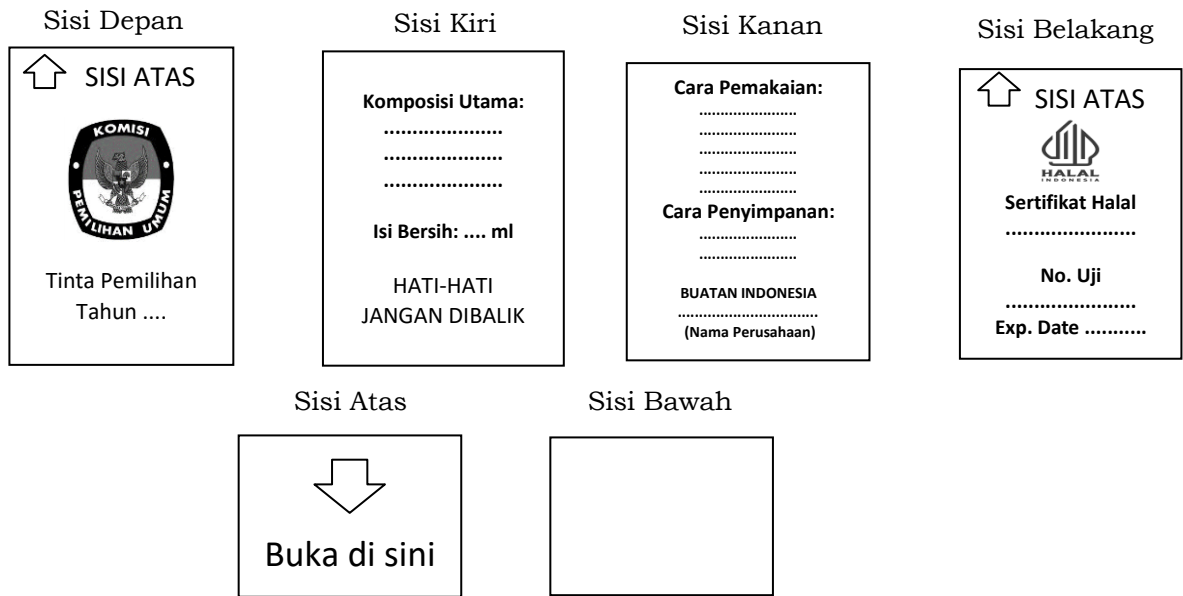 Sisi Depan
SISI ATAS
KOMISI
PEMILIHAN UMUM
Tinta Pemilihan
Tahun ....
Sisi Kiri
Komposisi Utama:
.....................
.....................
.....................
Isi Bersih: .... ml
HATI-HATI
JANGAN DIBALIK
Sisi Kanan
Cara Pemakaian:
.......................
.......................
.......................
.......................
.......................
Cara Penyimpanan:
.......................
.......................
BUATAN INDONESIA
.................................
(Nama Perusahaan)
Sisi Belakang
SISI ATAS
HALAL
INDONESIA
Sertifikat Halal
.......................
No. Uji
.......................
Exp. Date ...........
Sisi Atas
Buka di sini
Sisi Bawah